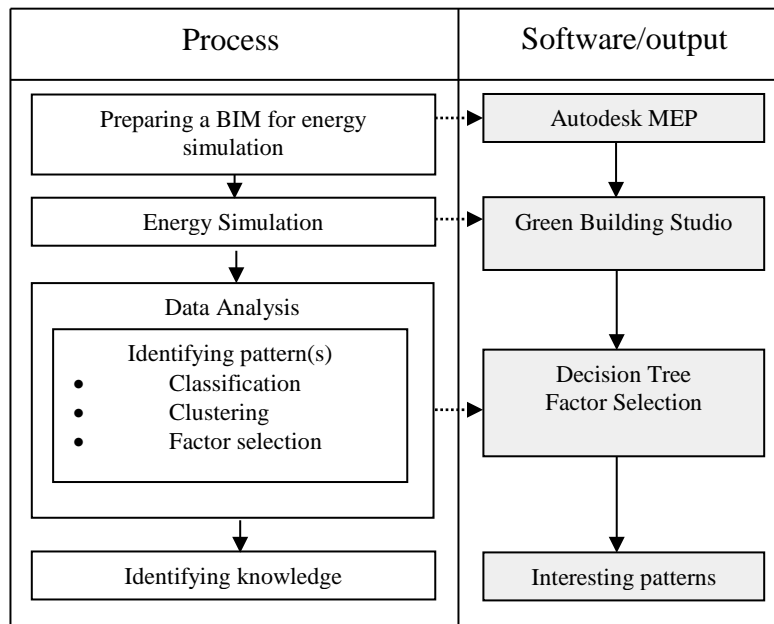 Process
Software/output
Preparing a BIM for energy
simulation
Autodesk MEP
Energy Simulation
Green Building Studio
Data Analysis
Identifying pattern(s)
• Classification
• Clustering
• Factor selection
Decision Tree
Factor Selection
Identifying knowledge
Interesting patterns